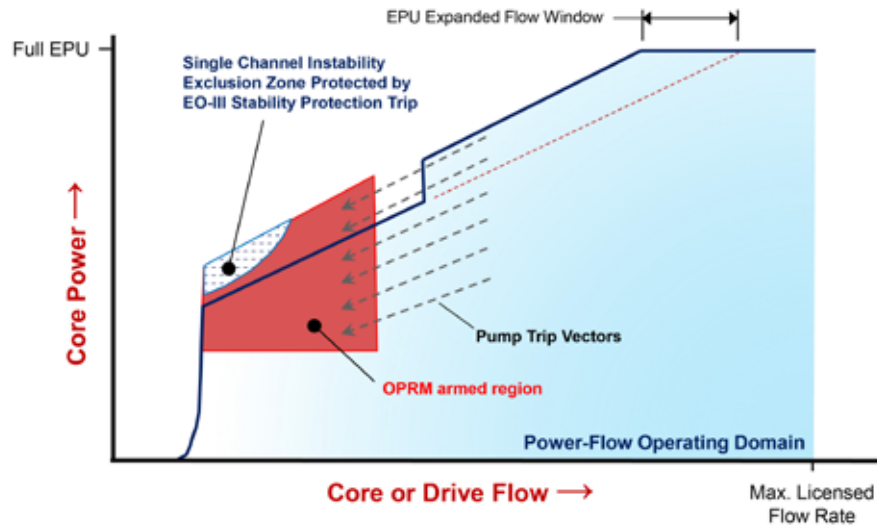 EPU Expanded Flow Window
Full EPU
Single Channel Instability
Exclusion Zone Protected by
EO-III Stability Protection Trip
Core Power →
Pump Trip Vectors
OPRM armed region
Power-Flow Operating Domain
Core or Drive Flow →
Max. Licensed
Flow Rate